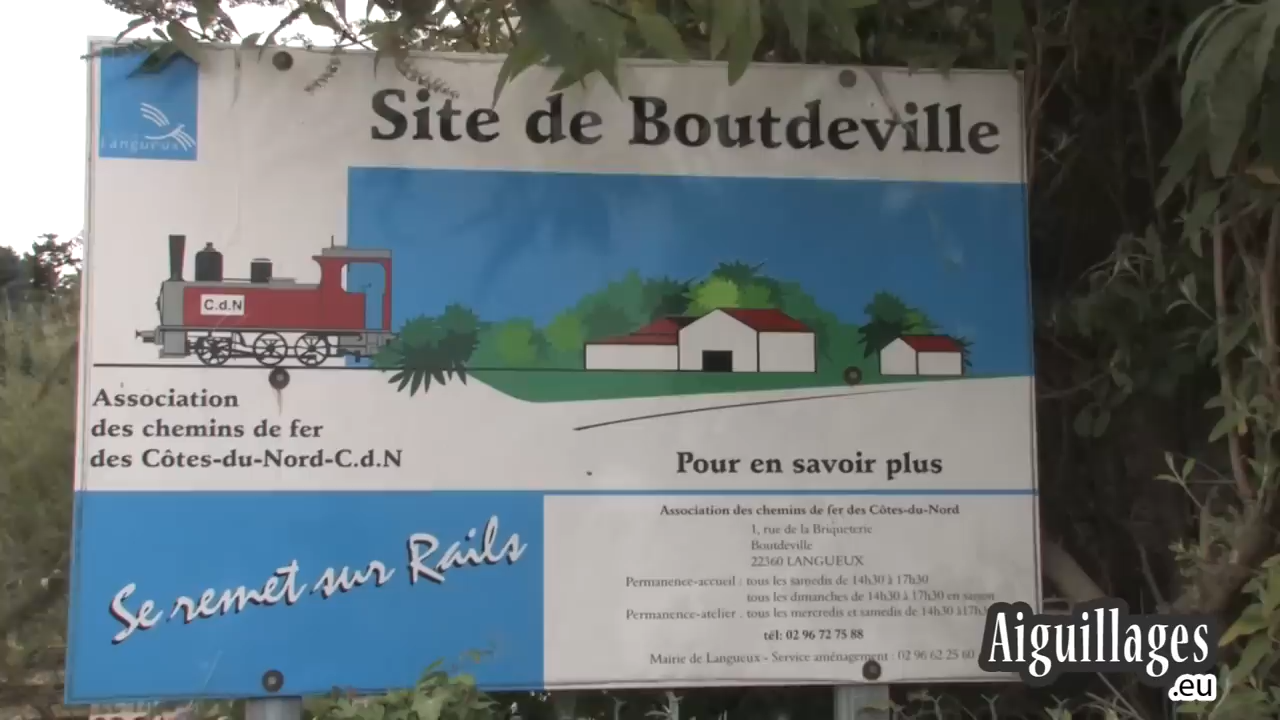 Langueux
Site de Boutdeville
C.d.N
Association
des chemins de fer
des Côtes-du-Nord-C.d.N
Pour en savoir plus
Se remet sur Rails
Association des chemins de fer des Côtes-du-Nord
1, rue de la Briqueterie
Boutdeville
22360 LANGUEUX
Permanence-accueil : tous les samedis de 14h30 à 17h30
tous les dimanches de 14h30 à 17h30 en saison
Permanence-atelier : tous les mercredis et samedis de 14h30 à 17h30
tél: 02 96 72 75 88
Mairie de Langueux - Service aménagement : 02 96 62 25 60
Aiguillages
.eu